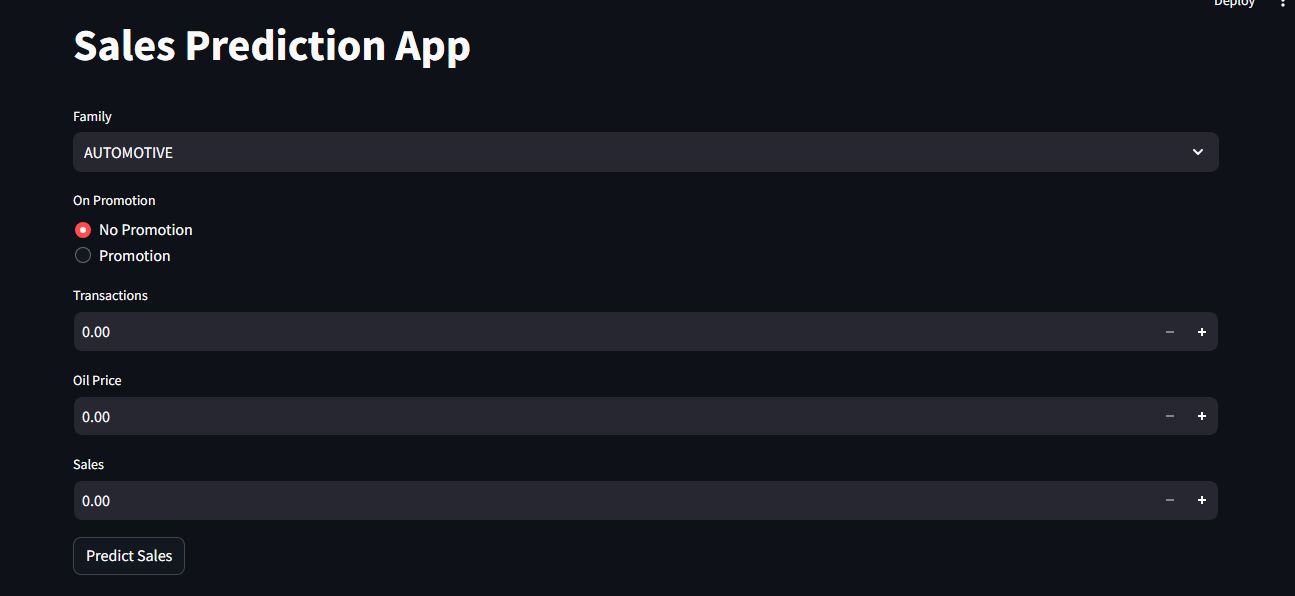 Deploy
Sales Prediction App
Family
AUTOMOTIVE
On Promotion
No Promotion
Promotion
Transactions
0.00
Oil Price
0.00
Sales
0.00
Predict Sales